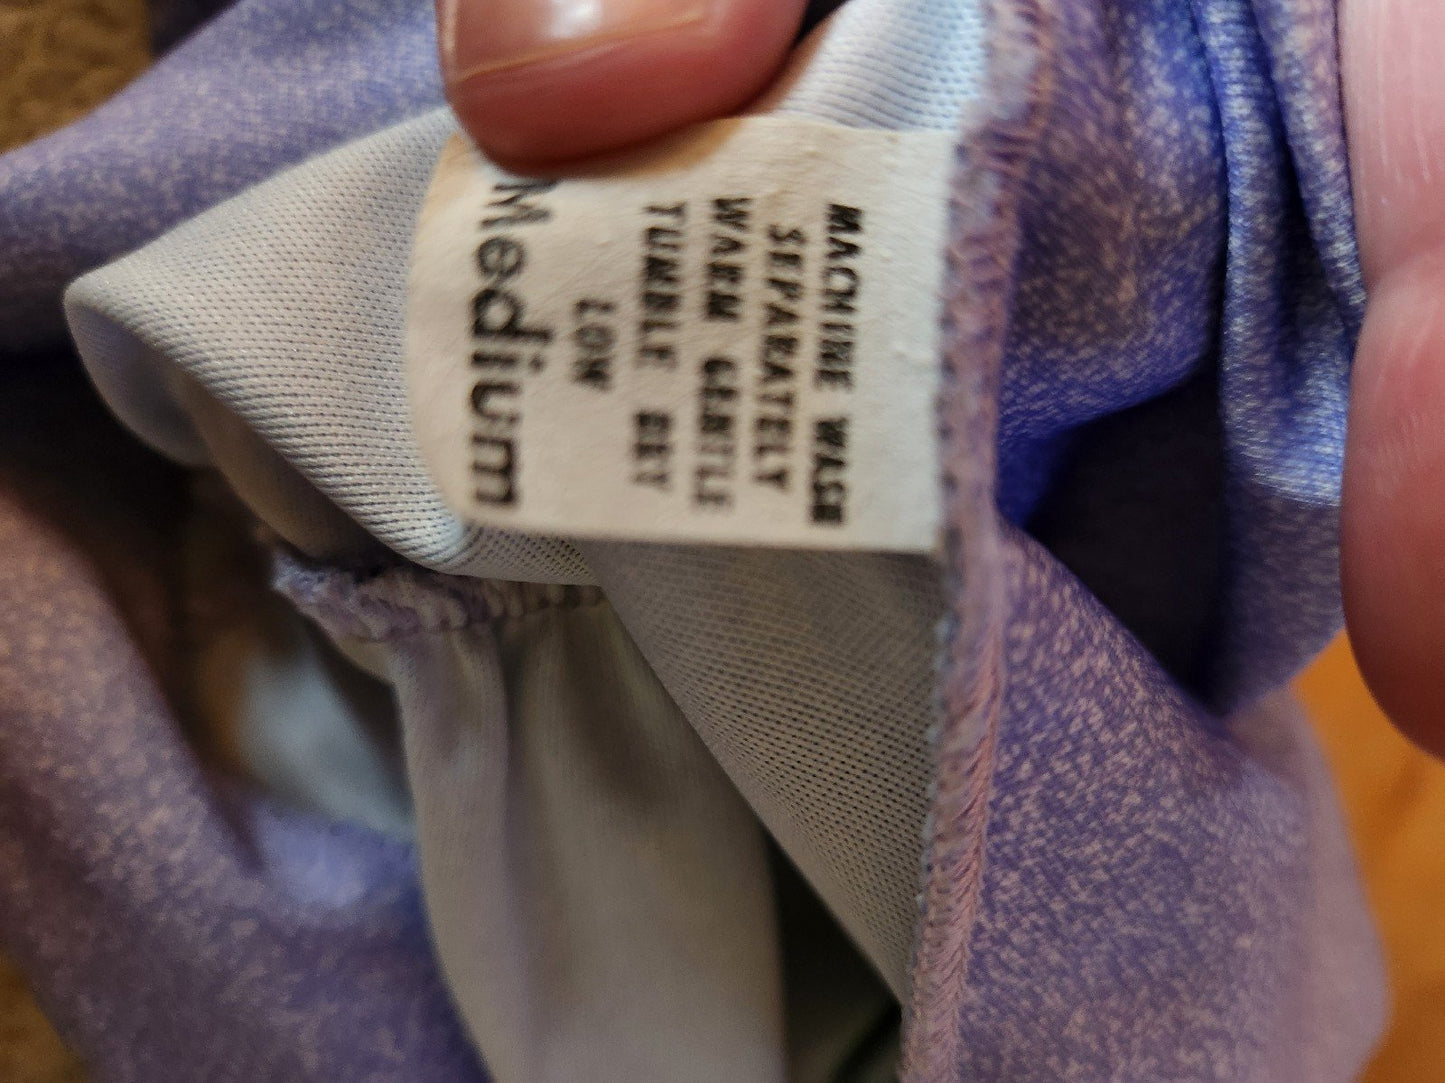 MACHINE WASH
SEPARATELY
WARM GENTLE
TUMBLE DRY
LOW
Medium